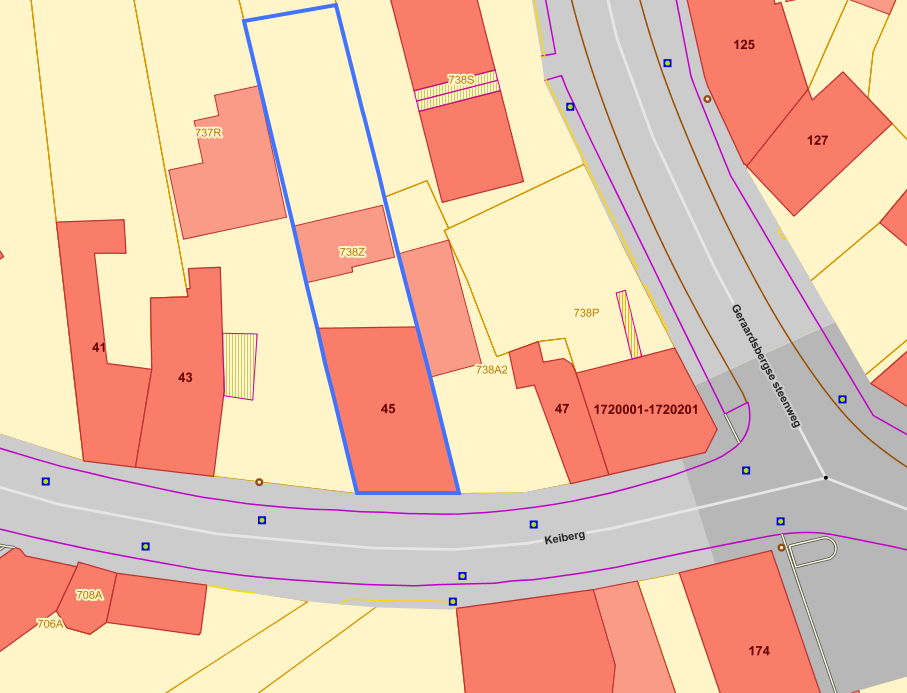 125
738S
737R
127
738Z
738P
Geraardsbergse steenweg
41
43
738A2
45
47
1720001-1720201
Keiberg
708A
706A
174